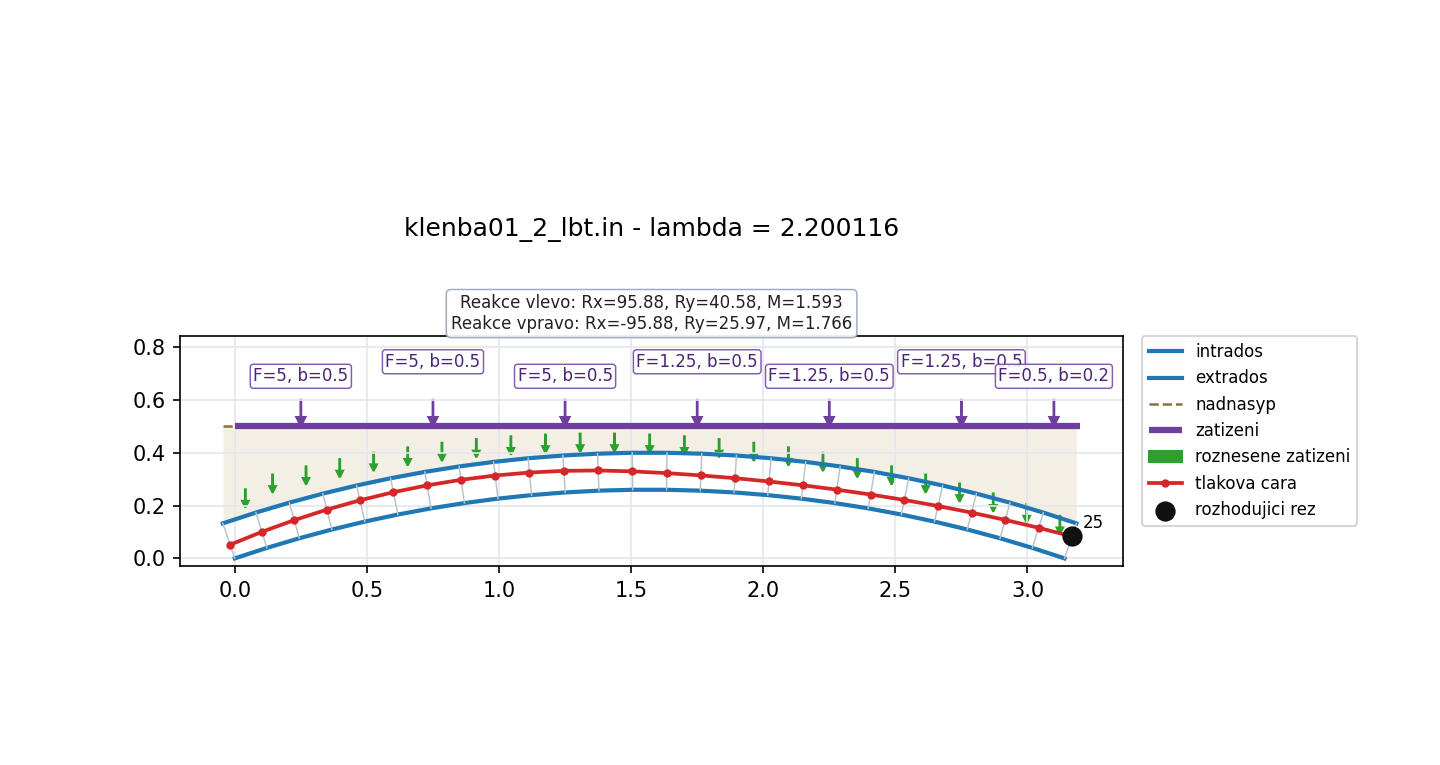 klenba01_2_lbt.in - lambda = 2.200116
Reakce vlevo: Rx=95.88, Ry=40.58, M=1.593
Reakce vpravo: Rx=-95.88, Ry=25.97, M=1.766
F=5, b=0.5
F=5, b=0.5
F=5, b=0.5
F=1.25, b=0.5
F=1.25, b=0.5
F=1.25, b=0.5
F=0.5, b=0.2
25
0.8
0.6
0.4
0.2
0.0
0.0
0.5
1.0
1.5
2.0
2.5
3.0
intrados
extrados
nadnasyp
zatizeni
roznesene zatizeni
tlakova cara
rozhodujici rez